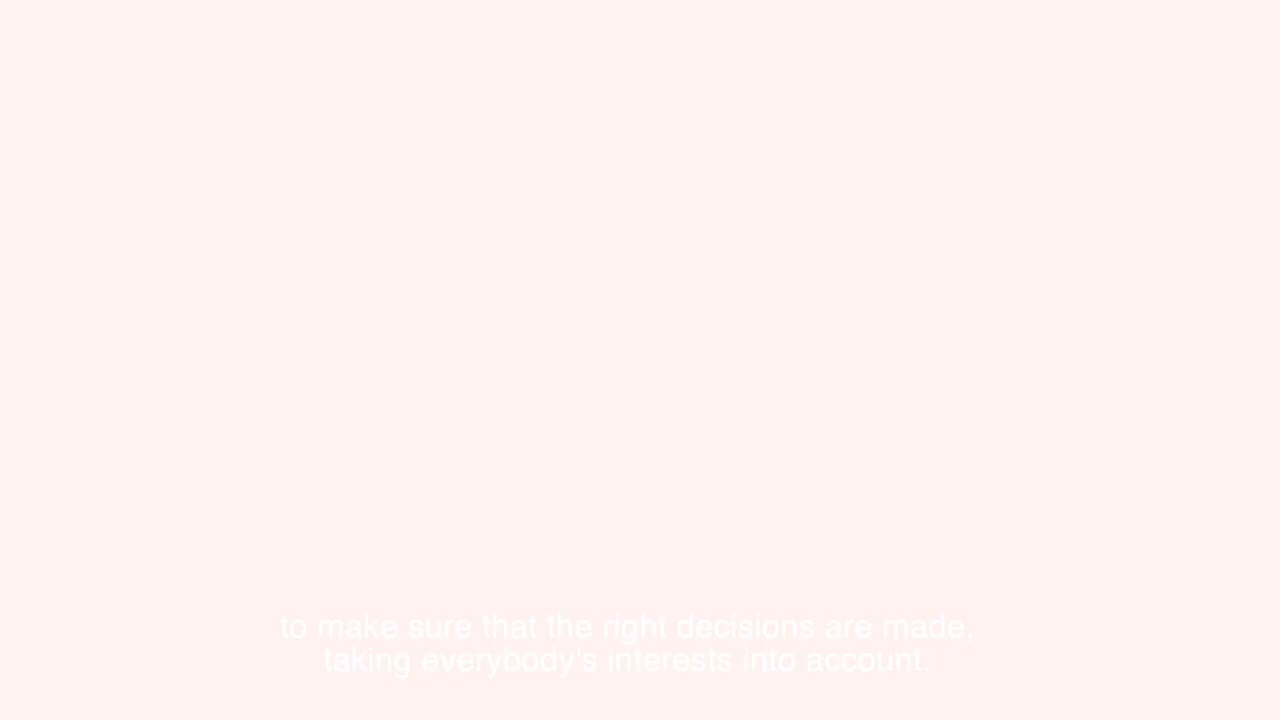 to make sure that the right decisions are made,
taking everybody's interests into account.